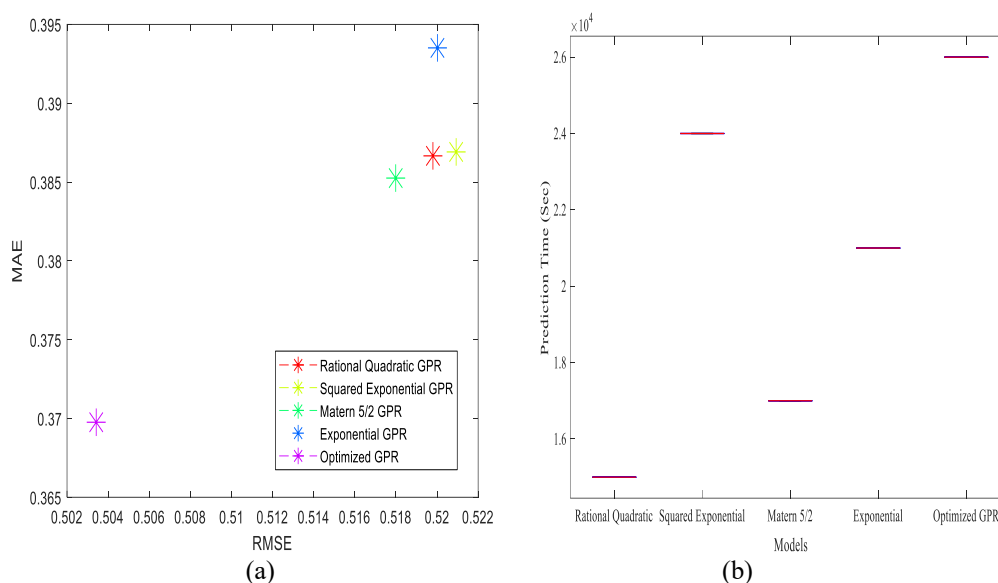 0.395
0.39
0.385
0.38
0.375
0.37
0.365
MAE
0.502 0.504 0.506 0.508 0.51 0.512 0.514 0.516 0.518 0.52 0.522
RMSE
Rational Quadratic GPR
Squared Exponential GPR
Matern 5/2 GPR
Exponential GPR
Optimized GPR
(a)
×10⁴
2.6
2.4
2.2
2
1.8
1.6
Prediction Time (Sec)
Rational Quadratic Squared Exponential Matern 5/2 Exponential Optimized GPR
Models
(b)